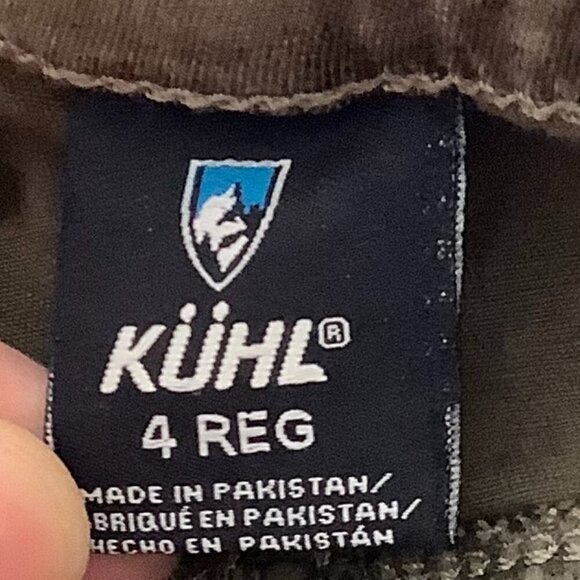 KÜHL®
4 REG
MADE IN PAKISTAN/
BRIQUÉ EN PAKISTAN/
HECHO EN PAKISTÁN